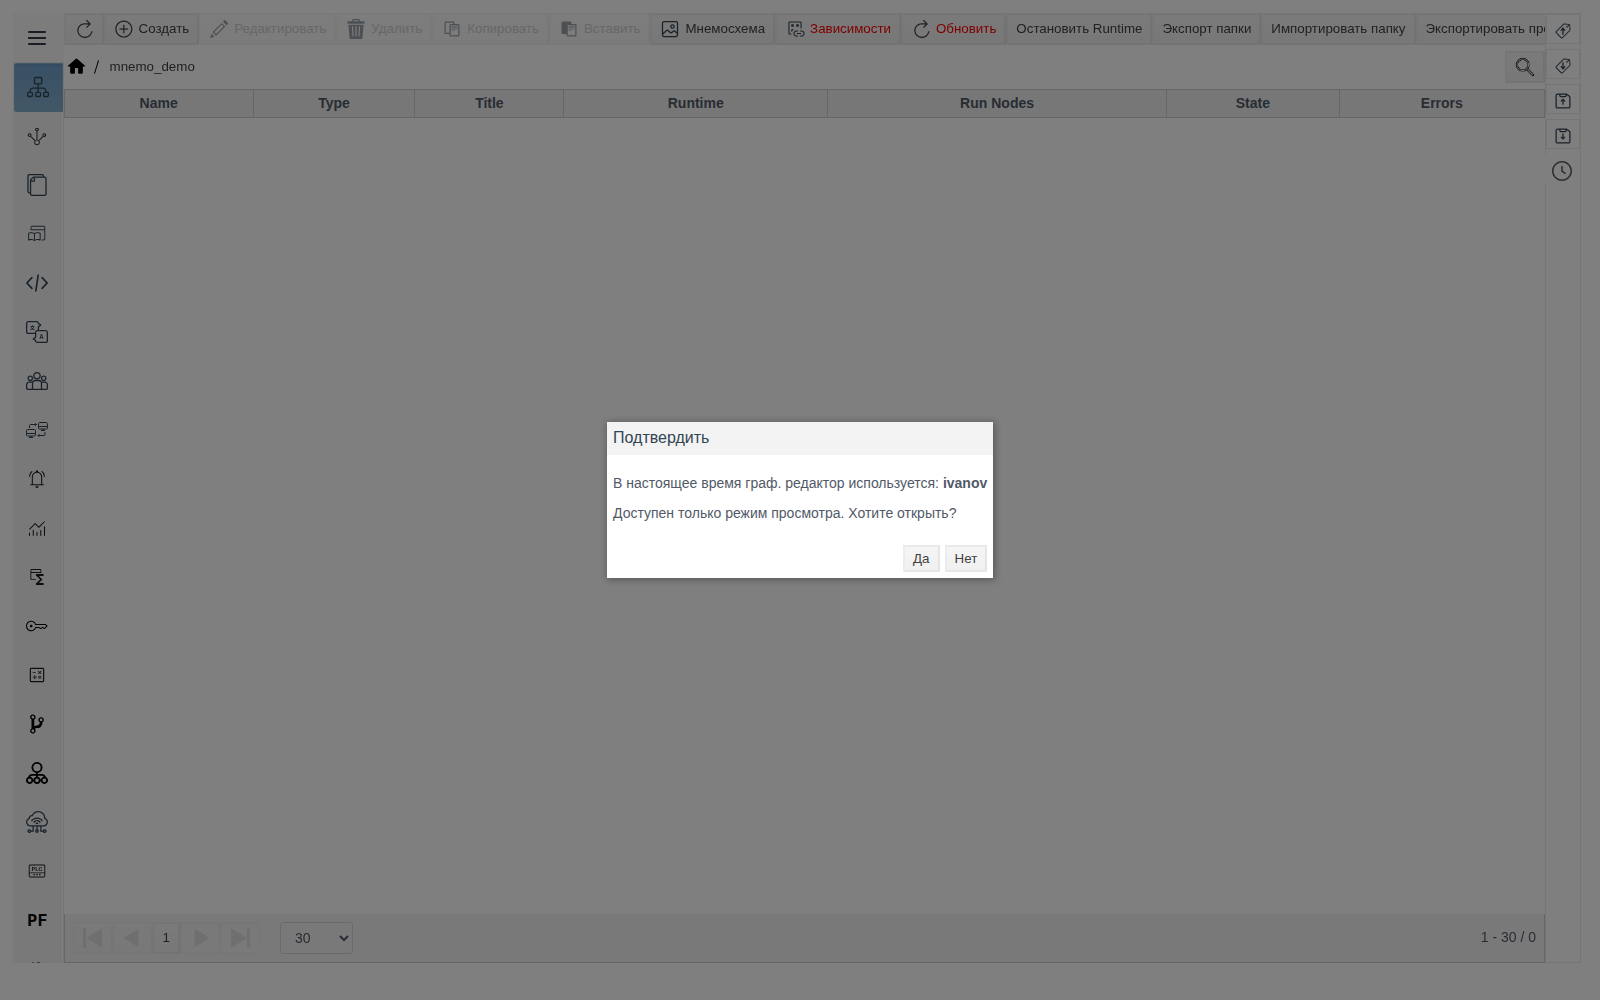 Создать Редактировать Удалить Копировать Вставить Мнемосхема Зависимости Обновить Остановить Runtime Экспорт папки Импортировать папку Экспортировать
/ mnemo_demo
Name Type Title Runtime Run Nodes State Errors
Подтвердить
В настоящее время граф. редактор используется: ivanov
Доступен только режим просмотра. Хотите открыть?
Да Нет
PLC
PF
1 30 1 - 30 / 0